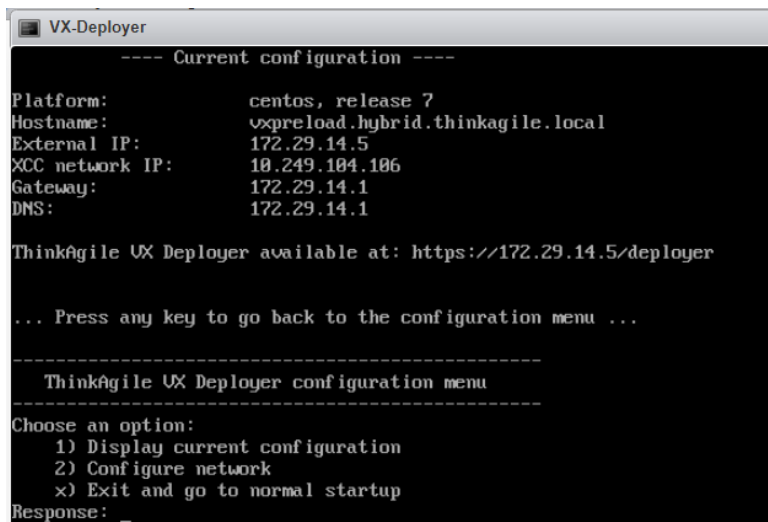 VX-Deployer
---- Current configuration ----
Platform: centos, release 7
Hostname: vxpreload.hybrid.thinkagile.local
External IP: 172.29.14.5
XCC network IP: 10.249.104.106
Gateway: 172.29.14.1
DNS: 172.29.14.1
ThinkAgile VX Deployer available at: https://172.29.14.5/deployer
... Press any key to go back to the configuration menu ...
------------------------------------------------
ThinkAgile VX Deployer configuration menu
------------------------------------------------
Choose an option:
1) Display current configuration
2) Configure network
x) Exit and go to normal startup
Response: _